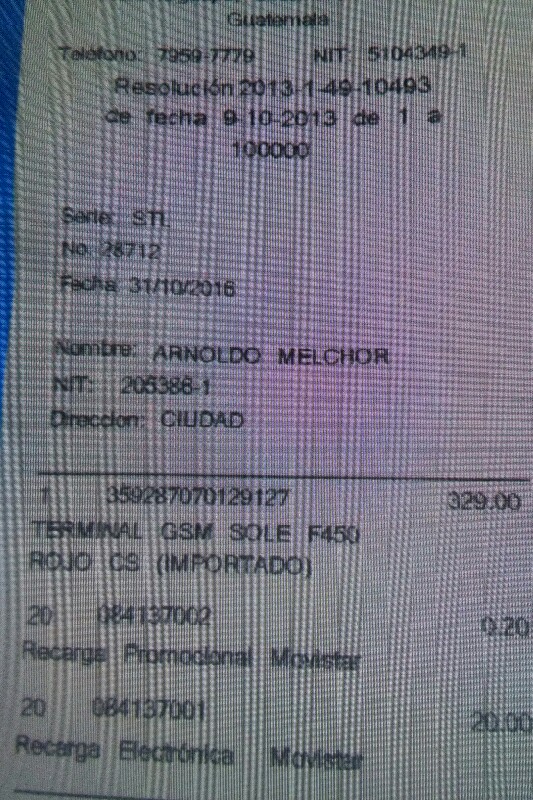 Guatemala
Teléfono: 7959-7779 NIT: 5104349-1
Resolución 2013-1-49-10493
de fecha 9-10-2013 de 1 a
100000
Serie: STL
No. 28712
Fecha 31/10/2016
Nombre: ARNOLDO MELCHOR
NIT: 205386-1
Direccion: CIUDAD
1 359287070129127 329.00
TERMINAL GSM SOLE F450
ROJO CS (IMPORTADO)
20 084137002 0.20
Recarga Promocional Movistar
20 084137001 20.00
Recarga Electrónica Movistar